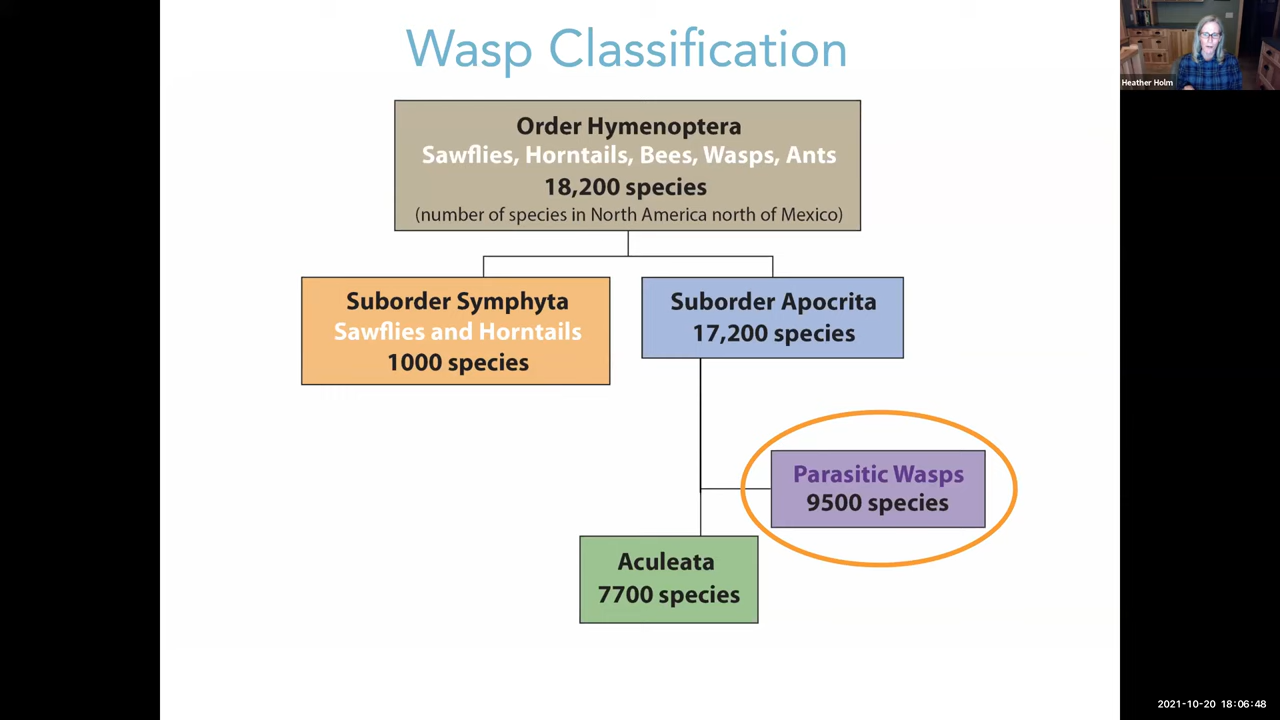 Wasp Classification
Heather Holm
Order Hymenoptera
Sawflies, Horntails, Bees, Wasps, Ants
18,200 species
(number of species in North America north of Mexico)
Suborder Symphyta
Sawflies and Horntails
1000 species
Suborder Apocrita
17,200 species
Parasitic Wasps
9500 species
Aculeata
7700 species
2021-10-20 18:06:48